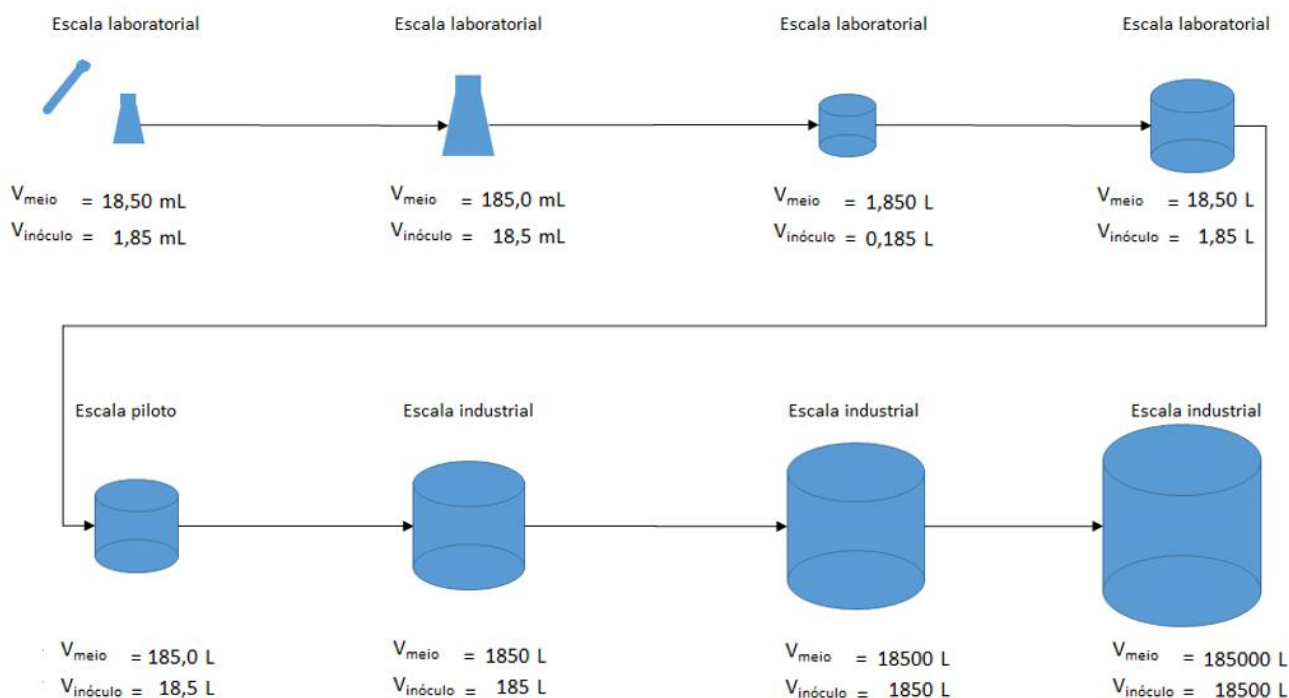 Escala laboratorial
Escala laboratorial
Escala laboratorial
Escala laboratorial
Vmeio = 18,50 mL
Vinóculo = 1,85 mL
Vmeio = 185,0 mL
Vinóculo = 18,5 mL
Vmeio = 1,850 L
Vinóculo = 0,185 L
Vmeio = 18,50 L
Vinóculo = 1,85 L
Escala piloto
Escala industrial
Escala industrial
Escala industrial
Vmeio = 185,0 L
Vinóculo = 18,5 L
Vmeio = 1850 L
Vinóculo = 185 L
Vmeio = 18500 L
Vinóculo = 1850 L
Vmeio = 185000 L
Vinóculo = 18500 L